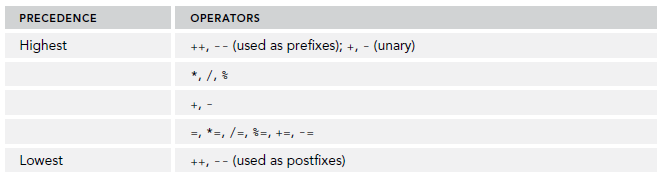 PRECEDENCE OPERATORS
Highest ++, -- (used as prefixes); +, - (unary)
*, /, %
+, -
=, *=, /=, %=, +=, -=
Lowest ++, -- (used as postfixes)